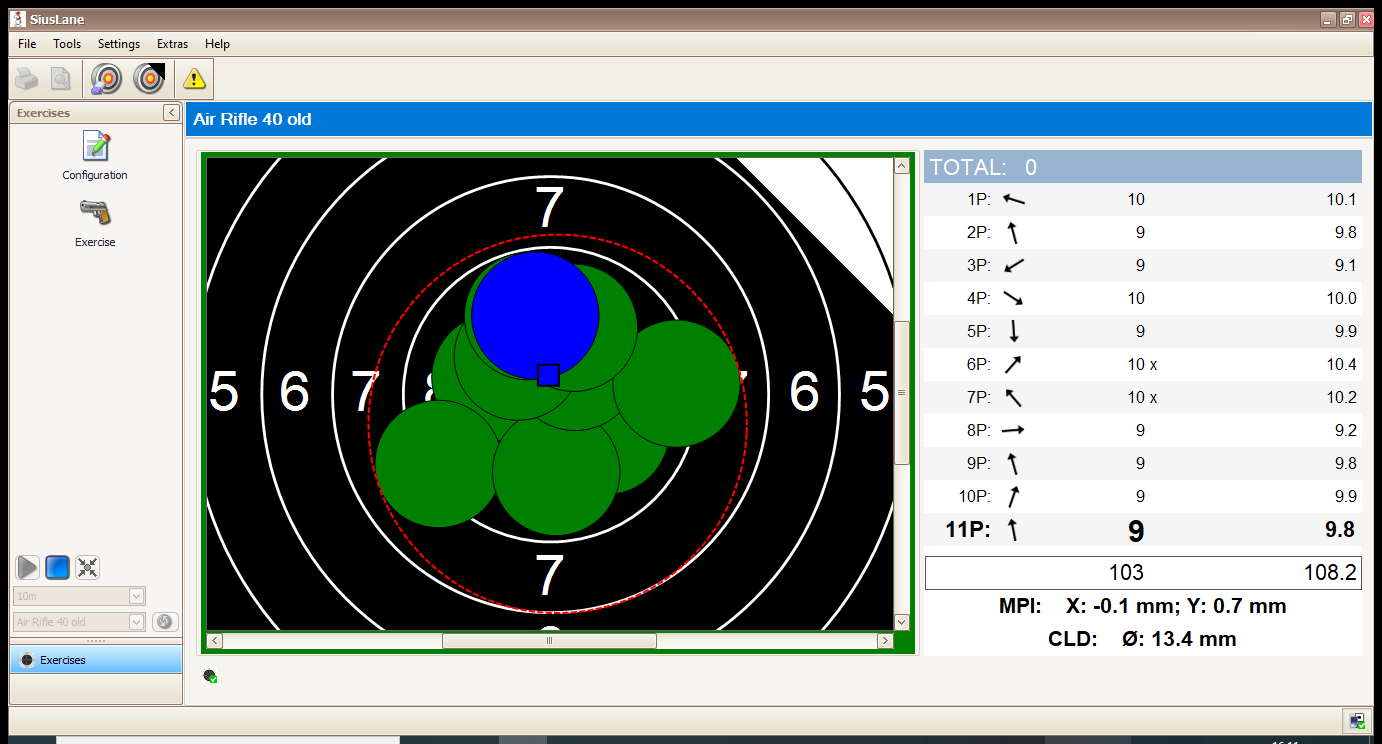 SiusLane
File Tools Settings Extras Help
Exercises
Configuration
Exercise
10m
Air Rifle 40 old
Exercises
Air Rifle 40 old
7
5 6 7 8 6 5
7
TOTAL: 0
1P: 10 10.1
2P: 9 9.8
3P: 9 9.1
4P: 10 10.0
5P: 9 9.9
6P: 10 x 10.4
7P: 10 x 10.2
8P: 9 9.2
9P: 9 9.8
10P: 9 9.9
11P: 9 9.8
103 108.2
MPI: X: -0.1 mm; Y: 0.7 mm
CLD: Ø: 13.4 mm